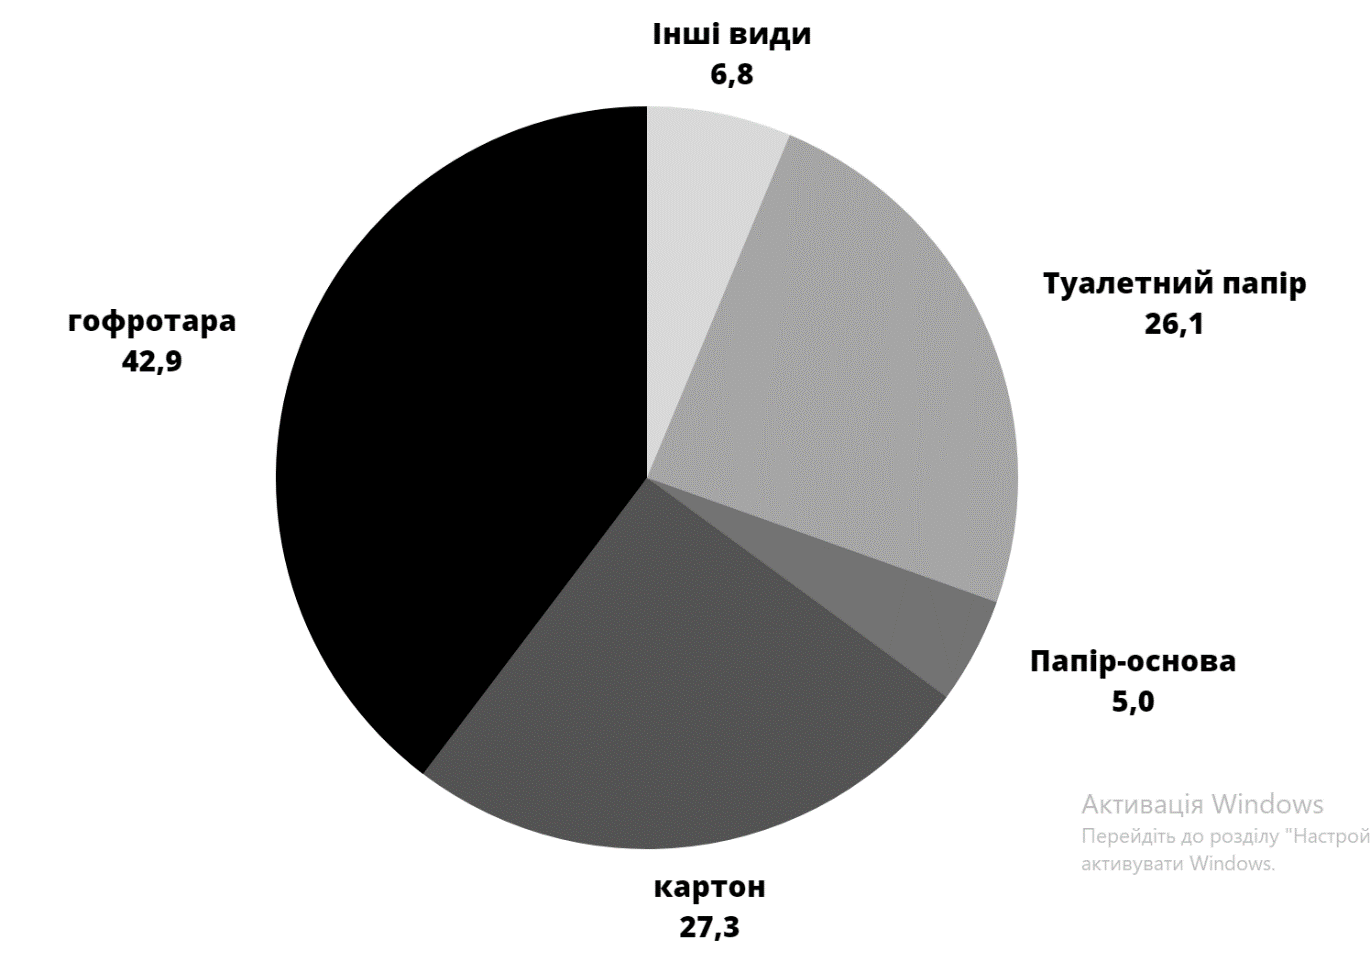 Інші види
6,8
Туалетний папір
26,1
гофротара
42,9
Папір-основа
5,0
картон
27,3
Активація Windows
Перейдіть до розділу "Настрой
активувати Windows.